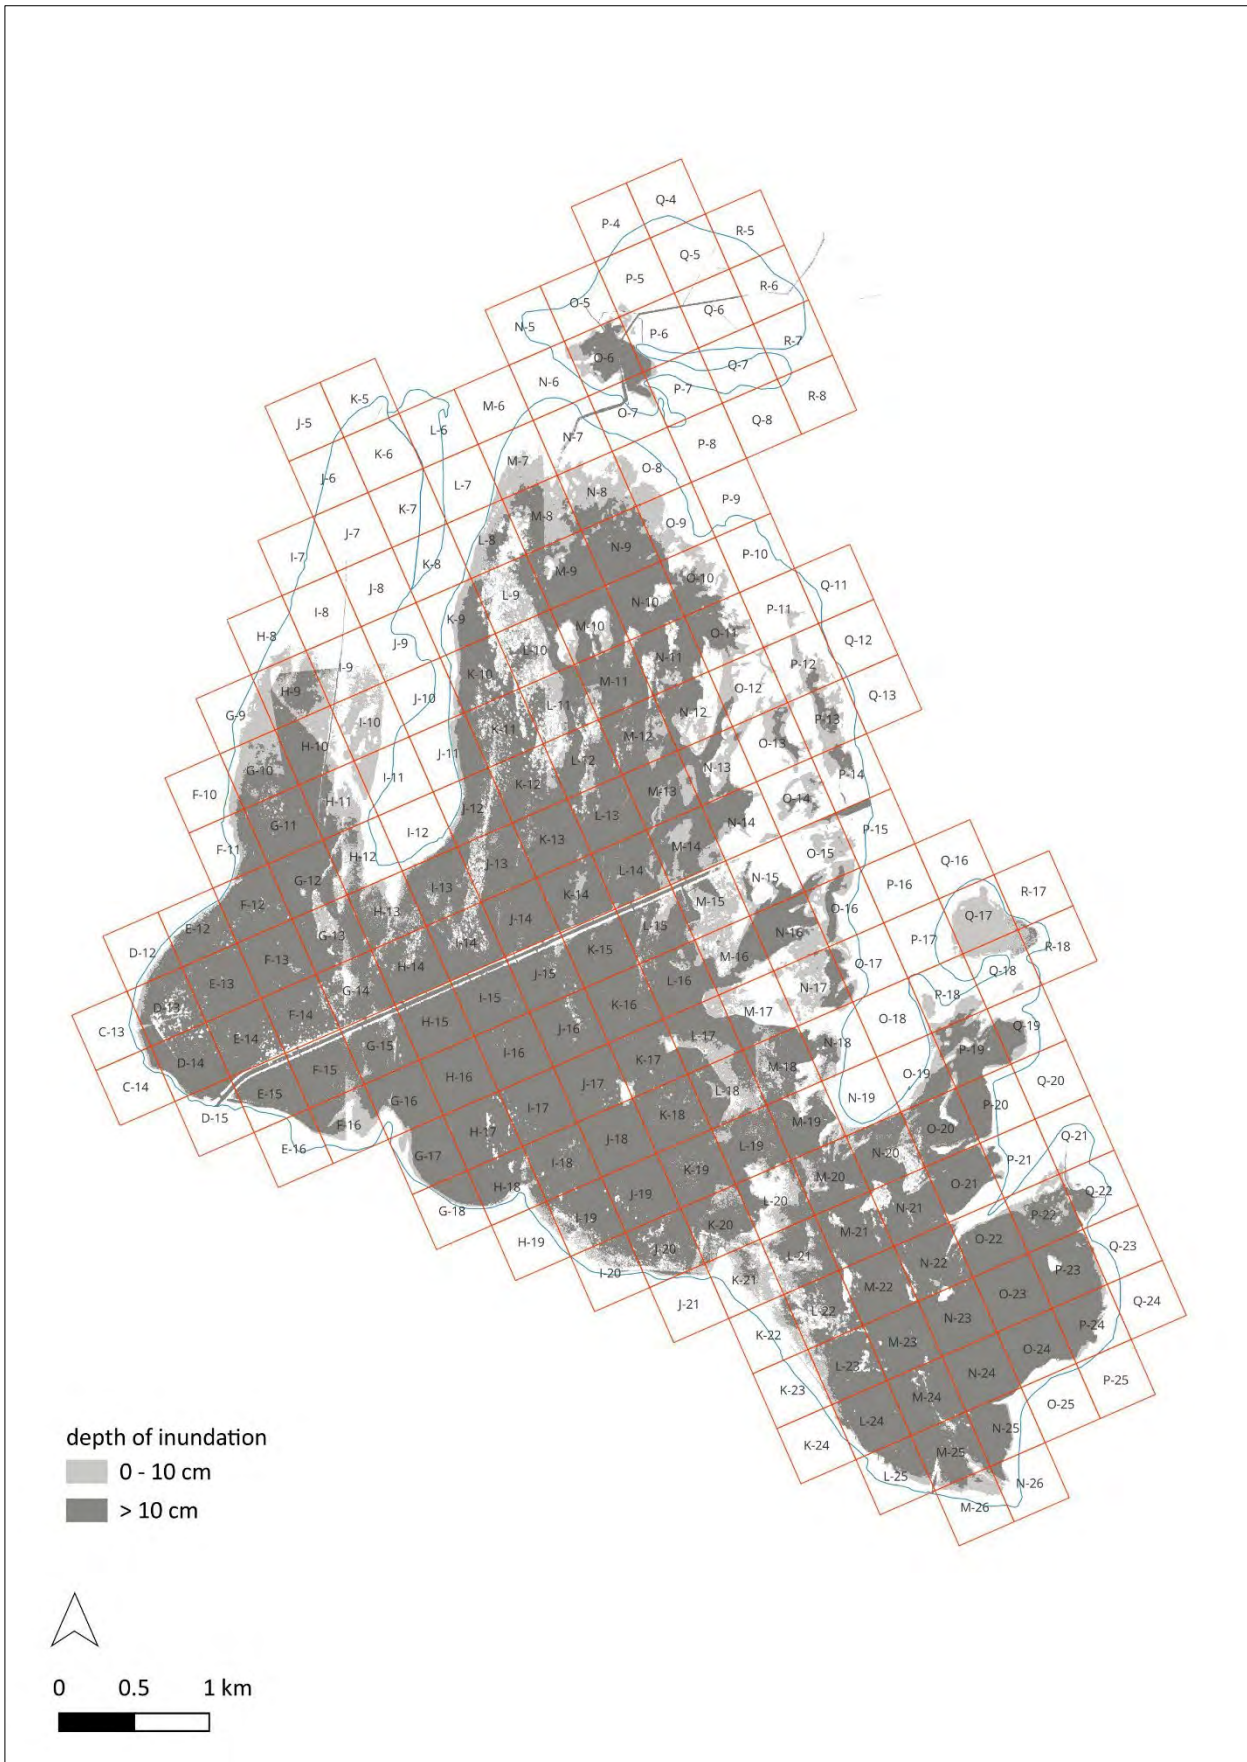 Q-4
P-4
R-5
Q-5
P-5
R-6
O-5
Q-6
N-5
P-6
R-7
O-6
Q-7
N-6
P-7
R-8
K-5
M-6
O-7
Q-8
J-5
L-6
N-7
P-8
K-6
M-7
O-8
J-6
L-7
N-8
P-9
K-7
M-8
O-9
J-7
L-8
N-9
P-10
I-7
K-8
M-9
O-10
Q-11
J-8
L-9
N-10
P-11
I-8
K-9
M-10
O-11
Q-12
H-8
J-9
L-10
N-11
P-12
I-9
K-10
M-11
O-12
Q-13
H-9
J-10
L-11
N-12
P-13
G-9
I-10
K-11
M-12
O-13
H-10
J-11
L-12
N-13
P-14
G-10
I-11
K-12
M-13
O-14
F-10
H-11
J-12
L-13
N-14
P-15
G-11
I-12
K-13
M-14
O-15
Q-16
F-11
H-12
J-13
L-14
N-15
P-16
R-17
G-12
I-13
K-14
M-15
O-16
Q-17
F-12
H-13
J-14
L-15
N-16
P-17
R-18
E-12
G-13
I-14
K-15
M-16
O-17
Q-18
D-12
F-13
H-14
J-15
L-16
N-17
P-18
E-13
G-14
I-15
K-16
M-17
O-18
Q-19
D-13
F-14
H-15
J-16
L-17
N-18
P-19
C-13
E-14
G-15
I-16
K-17
M-18
O-19
Q-20
D-14
F-15
H-16
J-17
L-18
N-19
P-20
C-14
E-15
G-16
I-17
K-18
M-19
O-20
Q-21
D-15
F-16
H-17
J-18
L-19
N-20
P-21
E-16
G-17
I-18
K-19
M-20
O-21
Q-22
H-18
J-19
L-20
N-21
P-22
G-18
I-19
K-20
M-21
O-22
Q-23
H-19
J-20
L-21
N-22
P-23
I-20
K-21
M-22
O-23
Q-24
J-21
L-22
N-23
P-24
K-22
M-23
O-24
L-23
N-24
P-25
K-23
M-24
O-25
L-24
N-25
K-24
M-25
L-25
N-26
M-26
depth of inundation
0 - 10 cm
> 10 cm
0 0.5 1 km